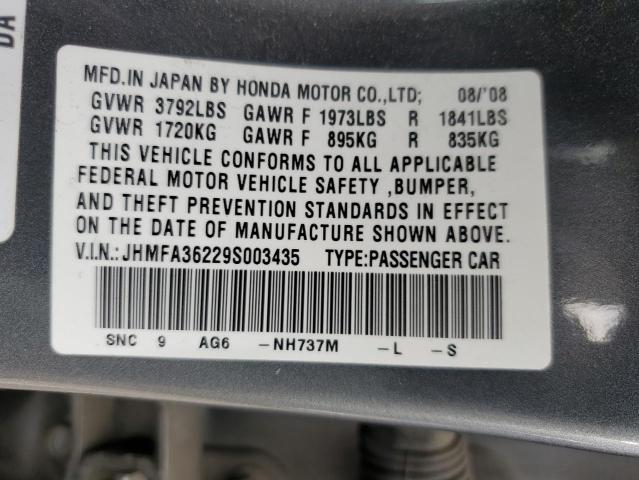 DA
MFD.IN JAPAN BY HONDA MOTOR CO.,LTD; 08/'08
GVWR 3792LBS GAWR F 1973LBS R 1841LBS
GVWR 1720KG GAWR F 895KG R 835KG
THIS VEHICLE CONFORMS TO ALL APPLICABLE
FEDERAL MOTOR VEHICLE SAFETY ,BUMPER,
AND THEFT PREVENTION STANDARDS IN EFFECT
ON THE DATE OF MANUFACTURE SHOWN ABOVE.
V.I.N.:JHMFA36229S003435 TYPE:PASSENGER CAR
SNC 9 AG6 -NH737M -L -S